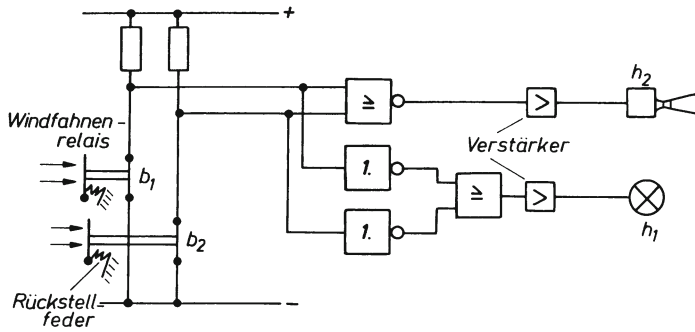 +
h2
≥
>
Windfahnen-
relais
Verstärker
b1
1.
≥
>
b2
1.
h1
Rückstell-
feder
-